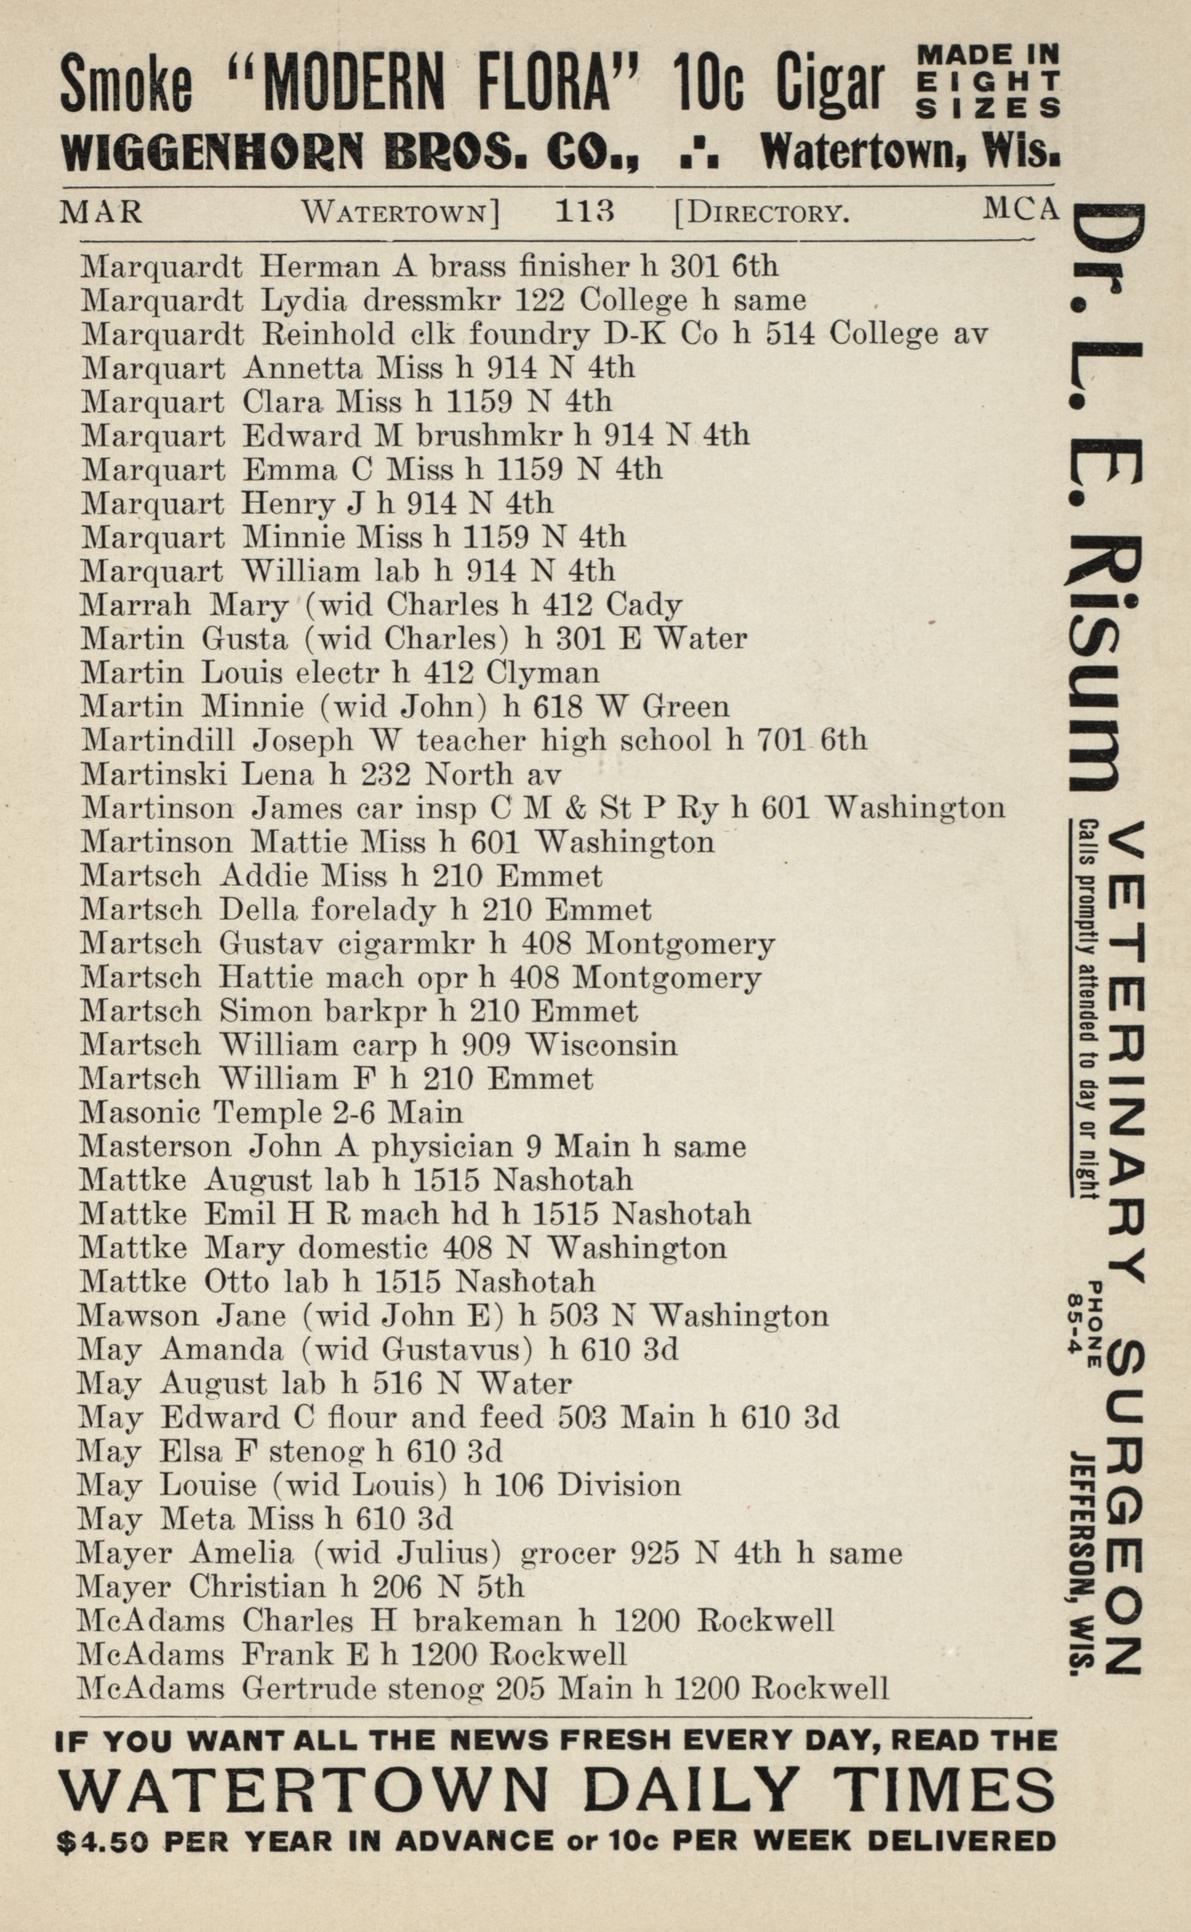 Smoke "MODERN FLORA" 10c Cigar MADE IN EIGHT SIZES
WIGGENHORN BROS. CO., ∴ Watertown, Wis.
MAR WATERTOWN] 113 [DIRECTORY. MCA
Marquardt Herman A brass finisher h 301 6th
Marquardt Lydia dressmkr 122 College h same
Marquardt Reinhold clk foundry D-K Co h 514 College av
Marquart Annetta Miss h 914 N 4th
Marquart Clara Miss h 1159 N 4th
Marquart Edward M brushmkr h 914 N 4th
Marquart Emma C Miss h 1159 N 4th
Marquart Henry J h 914 N 4th
Marquart Minnie Miss h 1159 N 4th
Marquart William lab h 914 N 4th
Marrah Mary (wid Charles h 412 Cady
Martin Gusta (wid Charles) h 301 E Water
Martin Louis electr h 412 Clyman
Martin Minnie (wid John) h 618 W Green
Martindill Joseph W teacher high school h 701 6th
Martinski Lena h 232 North av
Martinson James car insp C M & St P Ry h 601 Washington
Martinson Mattie Miss h 601 Washington
Martsch Addie Miss h 210 Emmet
Martsch Della forelady h 210 Emmet
Martsch Gustav cigarmkr h 408 Montgomery
Martsch Hattie mach opr h 408 Montgomery
Martsch Simon barkpr h 210 Emmet
Martsch William carp h 909 Wisconsin
Martsch William F h 210 Emmet
Masonic Temple 2-6 Main
Masterson John A physician 9 Main h same
Mattke August lab h 1515 Nashotah
Mattke Emil H R mach hd h 1515 Nashotah
Mattke Mary domestic 408 N Washington
Mattke Otto lab h 1515 Nashotah
Mawson Jane (wid John E) h 503 N Washington
May Amanda (wid Gustavus) h 610 3d
May August lab h 516 N Water
May Edward C flour and feed 503 Main h 610 3d
May Elsa F stenog h 610 3d
May Louise (wid Louis) h 106 Division
May Meta Miss h 610 3d
Mayer Amelia (wid Julius) grocer 925 N 4th h same
Mayer Christian h 206 N 5th
McAdams Charles H brakeman h 1200 Rockwell
McAdams Frank E h 1200 Rockwell
McAdams Gertrude stenog 205 Main h 1200 Rockwell
IF YOU WANT ALL THE NEWS FRESH EVERY DAY, READ THE
WATERTOWN DAILY TIMES
$4.50 PER YEAR IN ADVANCE or 10c PER WEEK DELIVERED
Dr. L. E. Risum VETERINARY SURGEON
Calls promptly attended to day or night
PHONE
85-4
JEFFERSON, WIS.